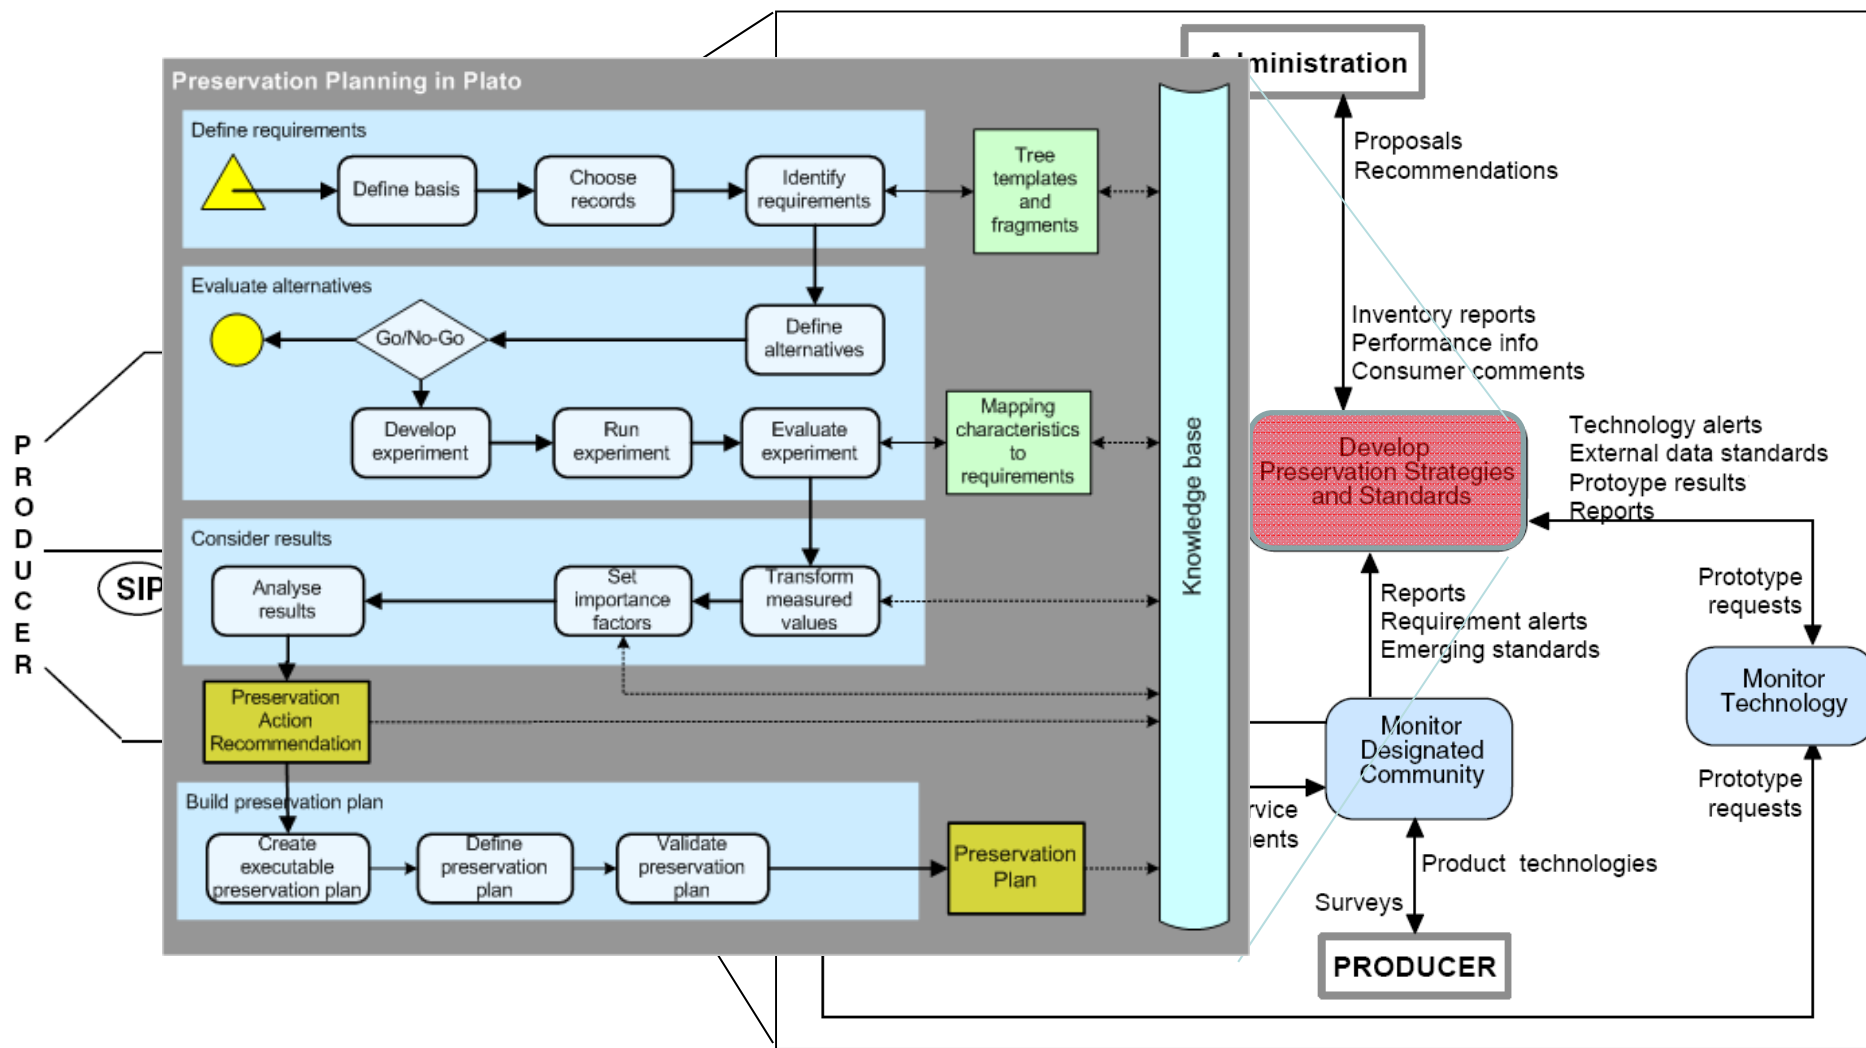 Administration
Preservation Planning in Plato
Define requirements
Define basis
Choose
records
Identify
requirements
Tree
templates
and
fragments
Proposals
Recommendations
Evaluate alternatives
Go/No-Go
Define
alternatives
Inventory reports
Performance info
Consumer comments
Develop
experiment
Run
experiment
Evaluate
experiment
Mapping
characteristics
to
requirements
Knowledge base
Develop
Preservation Strategies
and Standards
Technology alerts
External data standards
Protoype results
Reports
PRODUCER
SIP
Consider results
Analyse
results
Set
importance
factors
Transform
measured
values
Reports
Requirement alerts
Emerging standards
Prototype
requests
Monitor
Technology
Preservation
Action
Recommendation
Monitor
Designated
Community
Prototype
requests
Build preservation plan
Create
executable
preservation plan
Define
preservation
plan
Validate
preservation
plan
Preservation
Plan
Product technologies
Surveys
PRODUCER